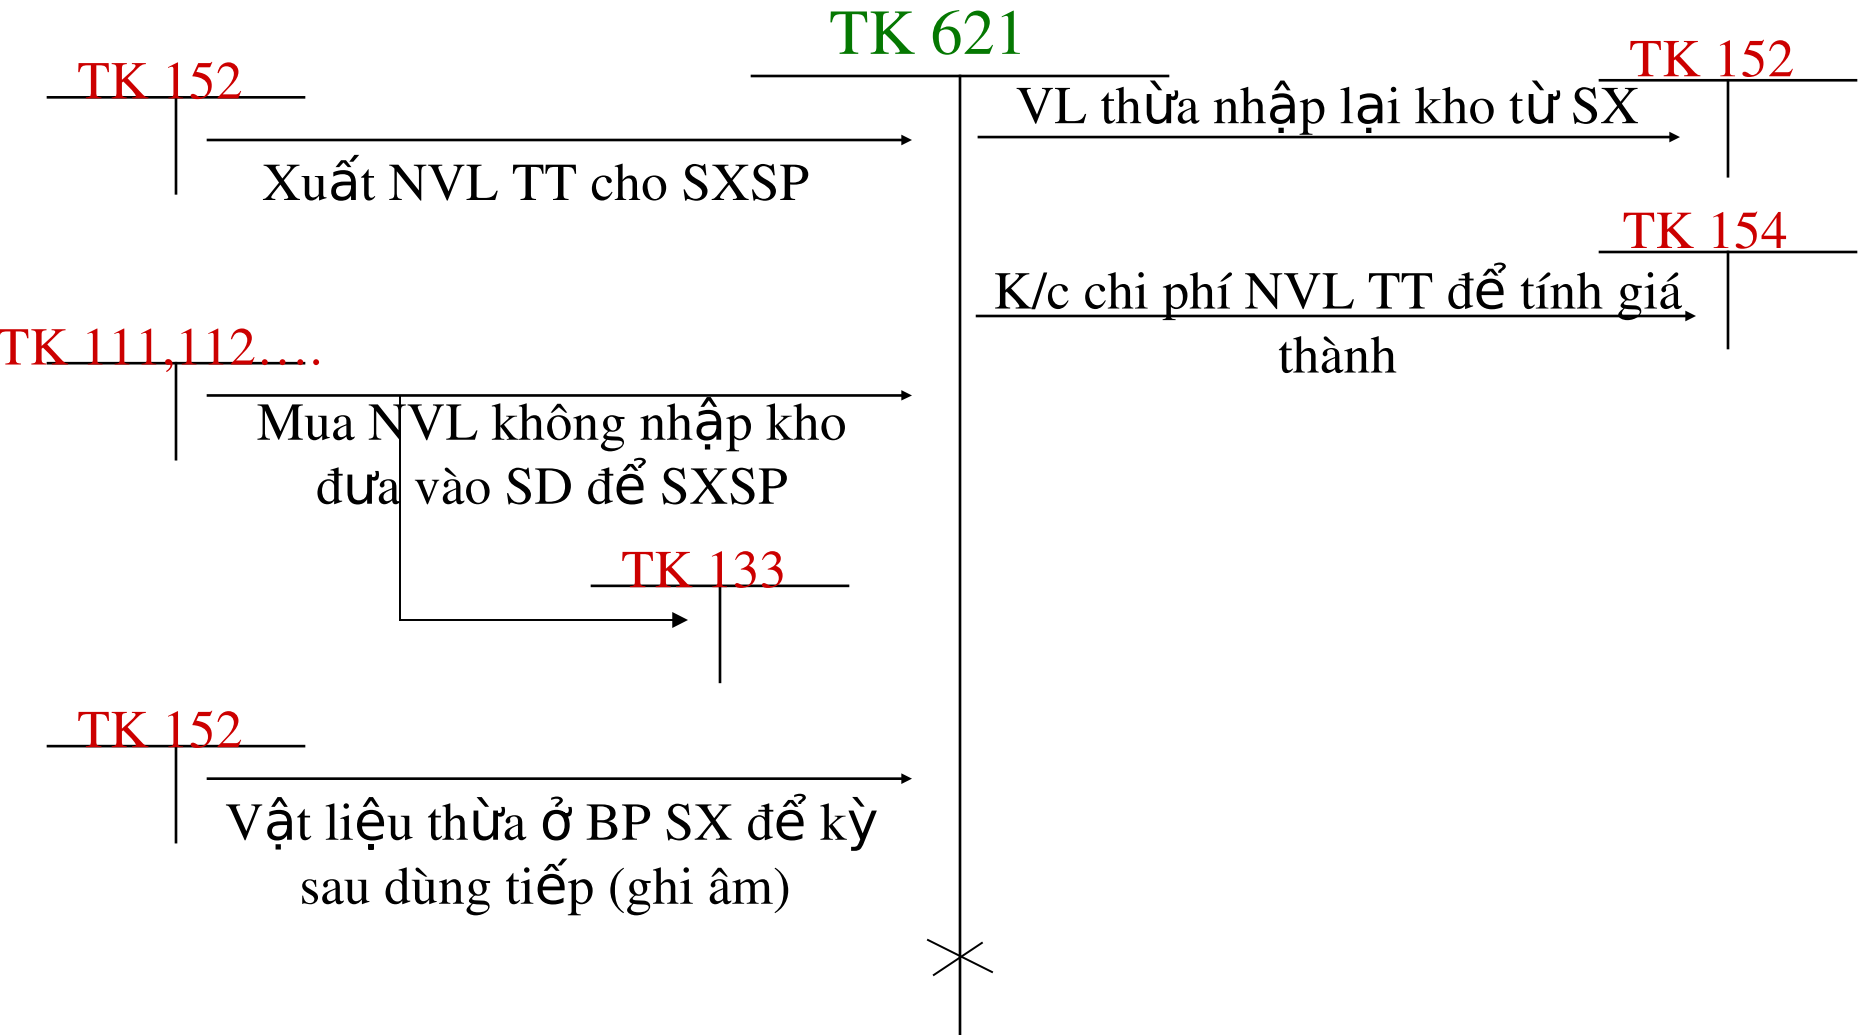 TK 621
TK 152
TK 152
VL thừa nhập lại kho từ SX
Xuất NVL TT cho SXSP
TK 154
K/c chi phí NVL TT để tính giá
thành
TK 111,112....
Mua NVL không nhập kho
đưa vào SD để SXSP
TK 133
TK 152
Vật liệu thừa ở BP SX để kỳ
sau dùng tiếp (ghi âm)